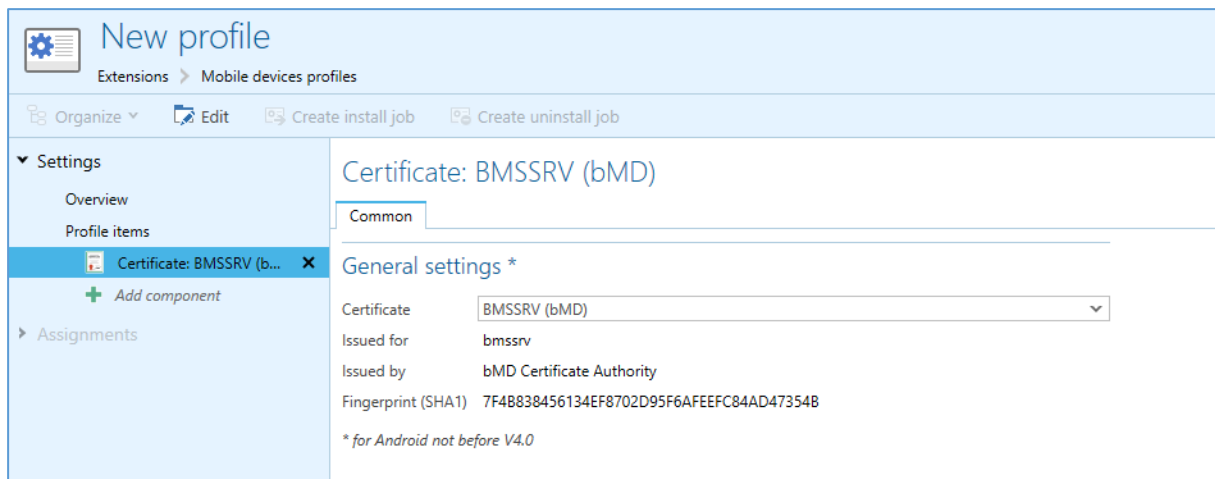 New profile
Extensions > Mobile devices profiles
Organize Edit Create install job Create uninstall job
Settings
Overview
Profile items
Certificate: BMSSRV (b...
Add component
Assignments
Certificate: BMSSRV (bMD)
Common
General settings *
Certificate BMSSRV (bMD)
Issued for bmssrv
Issued by bMD Certificate Authority
Fingerprint (SHA1) 7F4B838456134EF8702D95F6AFEEFC84AD47354B
* for Android not before V4.0